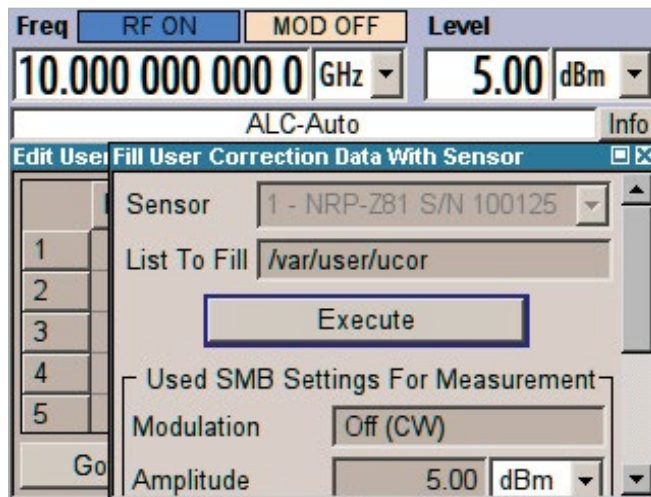 Freq RF ON MOD OFF Level
10.000 000 000 0 GHz 5.00 dBm
ALC-Auto Info
Edit User Fill User Correction Data With Sensor
Sensor 1 - NRP-Z81 S/N 100125
1
List To Fill /var/user/ucor
2
Execute
3
4
Used SMB Settings For Measurement
5
Modulation Off (CW)
Go
Amplitude 5.00 dBm